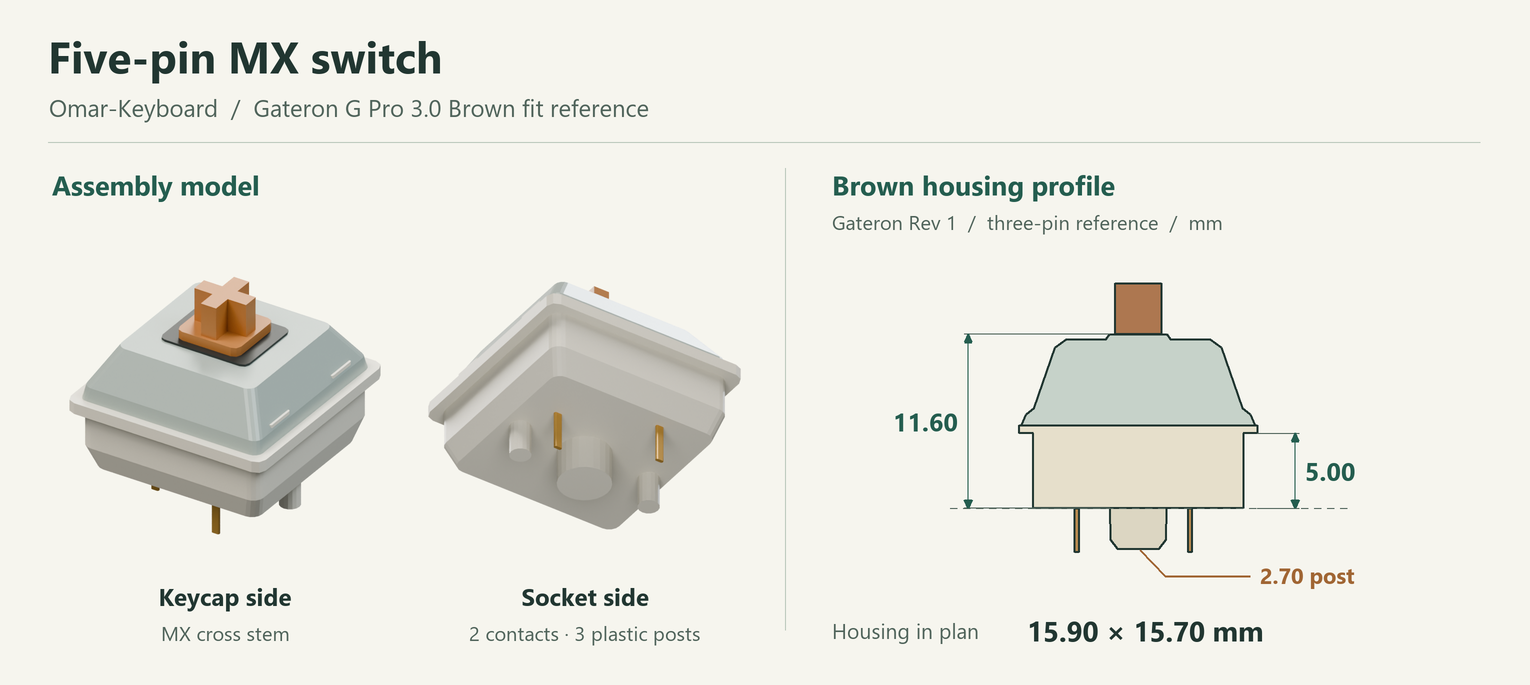 Five-pin MX switch
Omar-Keyboard / Gateron G Pro 3.0 Brown fit reference
Assembly model
Keycap side
MX cross stem
Socket side
2 contacts · 3 plastic posts
Brown housing profile
Gateron Rev 1 / three-pin reference / mm
11.60
5.00
2.70 post
Housing in plan 15.90 × 15.70 mm